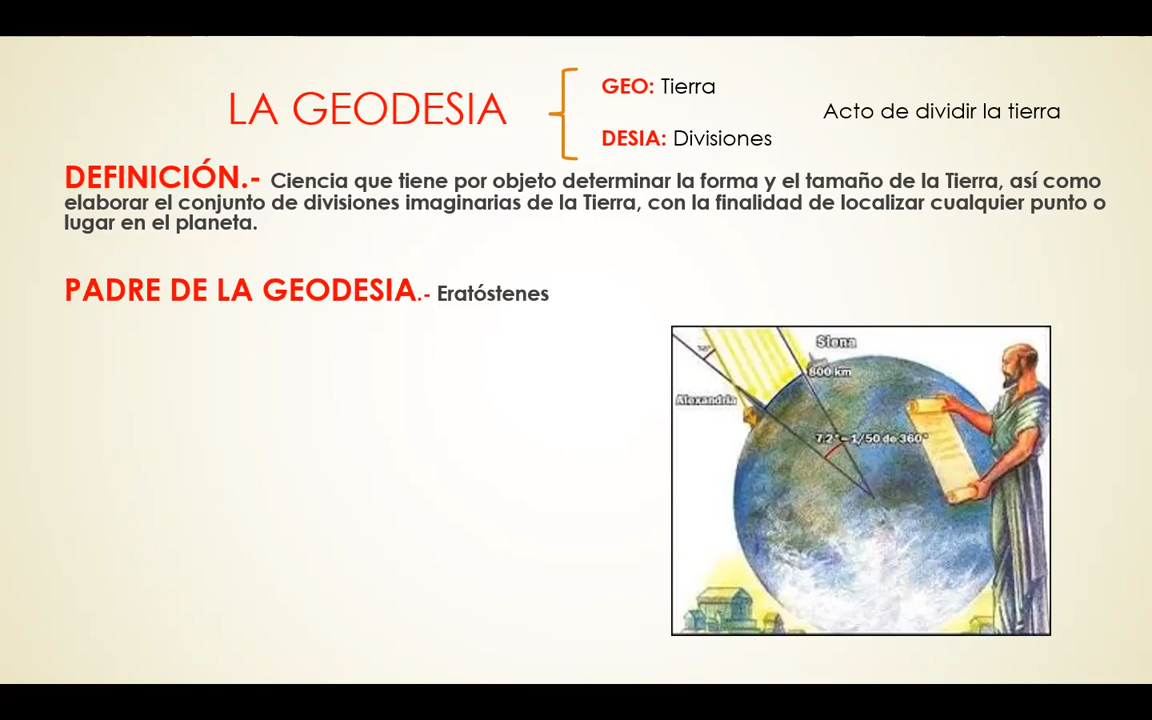 LA GEODESIA
GEO: Tierra
DESIA: Divisiones
Acto de dividir la tierra
DEFINICIÓN.- Ciencia que tiene por objeto determinar la forma y el tamaño de la Tierra, así como
elaborar el conjunto de divisiones imaginarias de la Tierra, con la finalidad de localizar cualquier punto o
lugar en el planeta.
PADRE DE LA GEODESIA.- Eratóstenes
Siena
800 km
Alexandria
7.2° - 1/50 de 360°